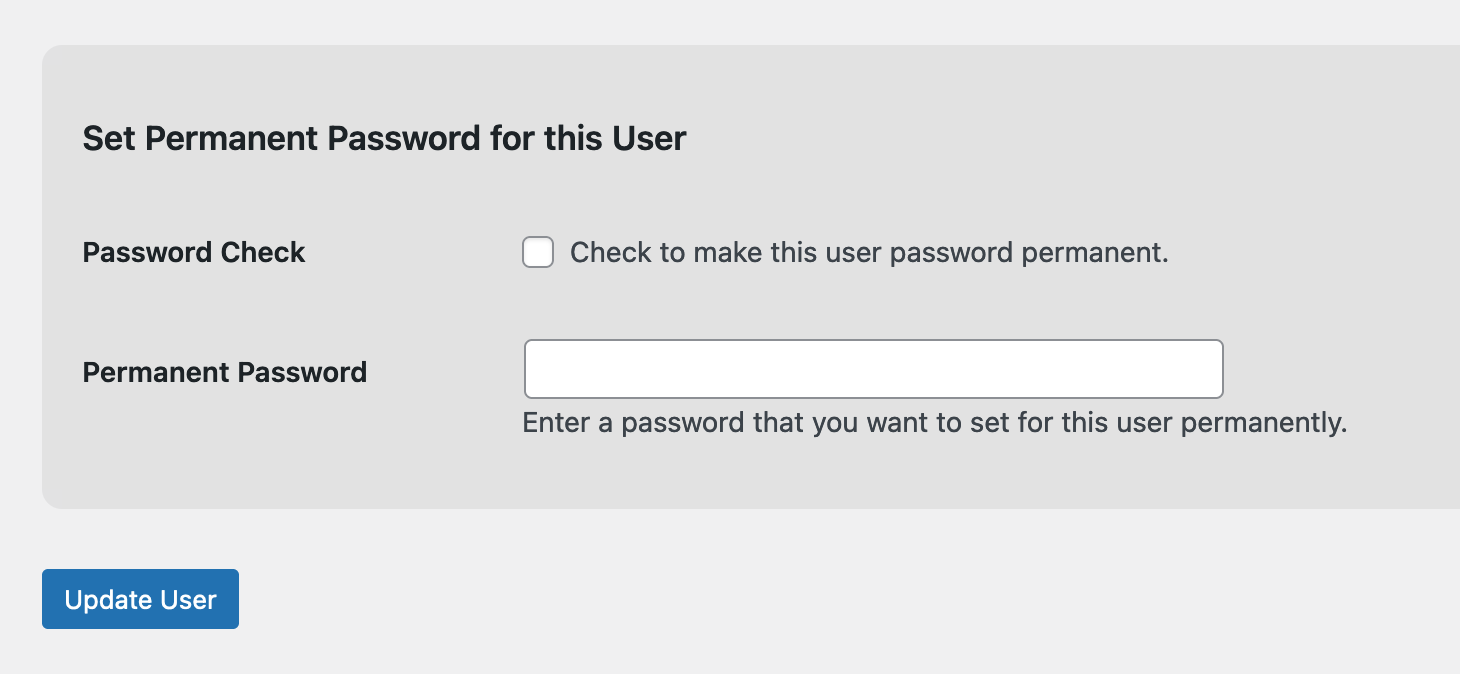 Set Permanent Password for this User
Password Check
Check to make this user password permanent.
Permanent Password
Enter a password that you want to set for this user permanently.
Update User